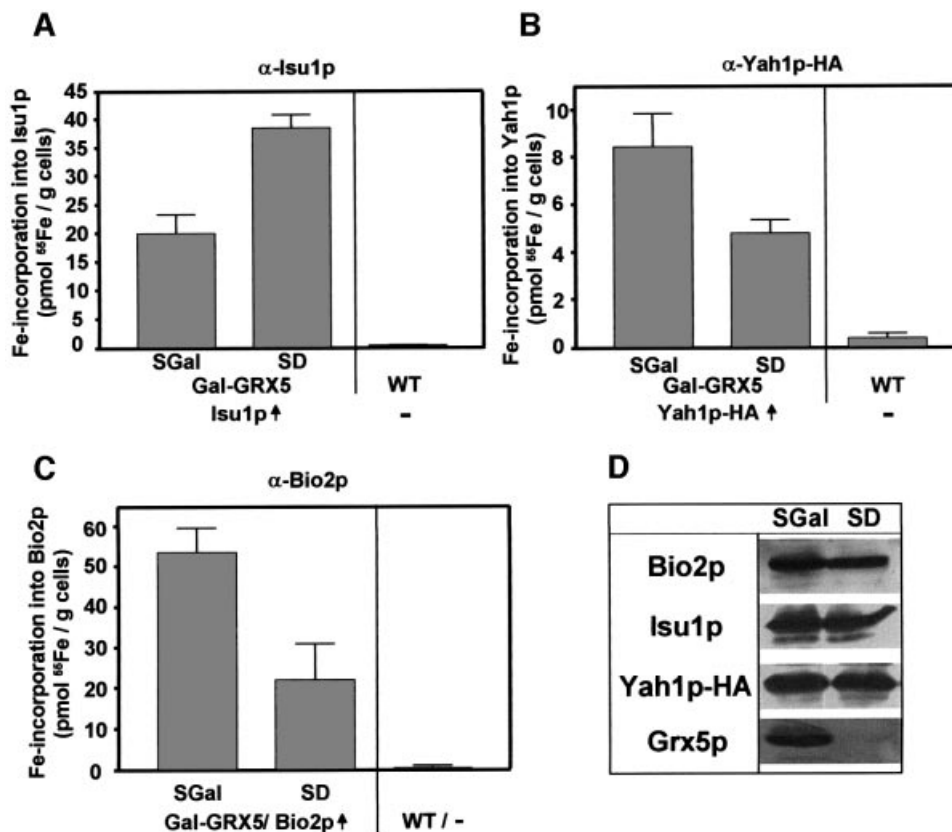 A
α-Isu1p
Fe-incorporation into Isu1p
(pmol ⁵⁵Fe / g cells)
45
40
35
30
25
20
15
10
5
0
SGal SD
Gal-GRX5 WT
Isu1p↑ -
B
α-Yah1p-HA
Fe-incorporation into Yah1p
(pmol ⁵⁵Fe / g cells)
10
8
6
4
2
0
SGal SD
Gal-GRX5 WT
Yah1p-HA ↑ -
C
α-Bio2p
Fe-incorporation into Bio2p
(pmol ⁵⁵Fe / g cells)
60
50
40
30
20
10
0
SGal SD
Gal-GRX5/ Bio2p↑ WT / -
D
SGal SD
Bio2p
Isu1p
Yah1p-HA
Grx5p